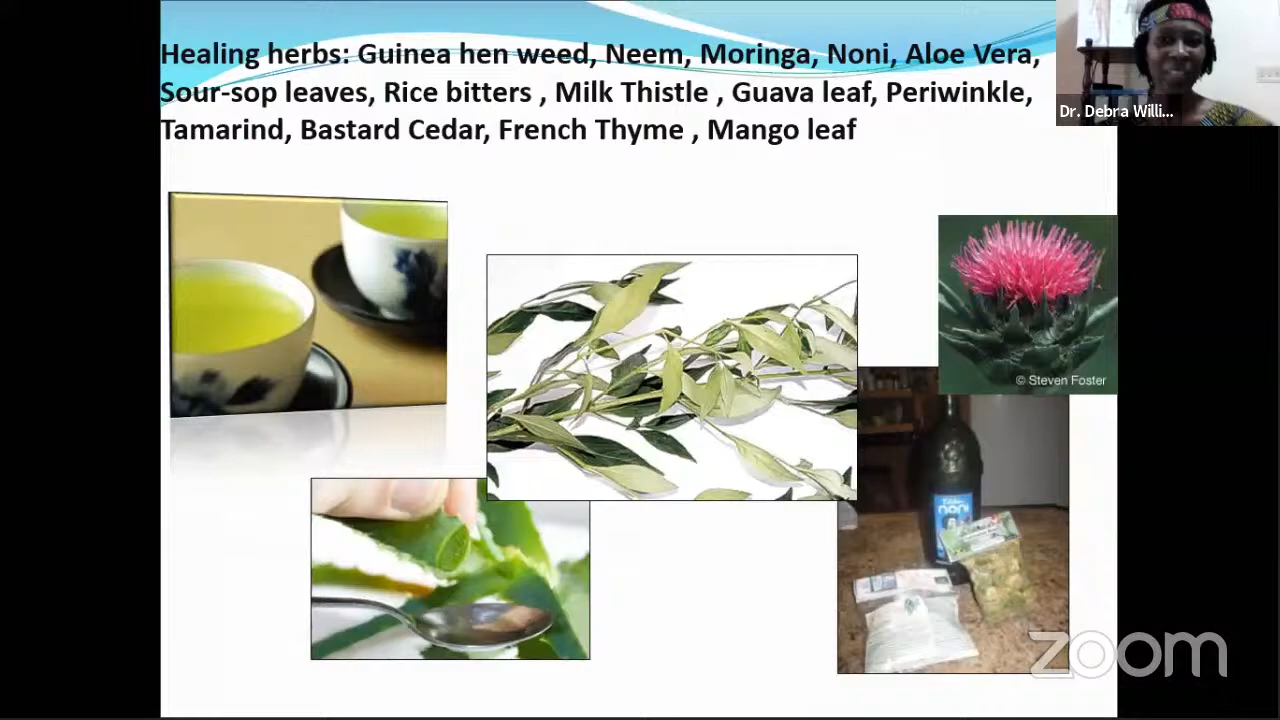 Healing herbs: Guinea hen weed, Neem, Moringa, Noni, Aloe Vera,
Sour-sop leaves, Rice bitters , Milk Thistle , Guava leaf, Periwinkle,
Tamarind, Bastard Cedar, French Thyme , Mango leaf
Dr. Debra Willi...
© Steven Foster
noni
zoom